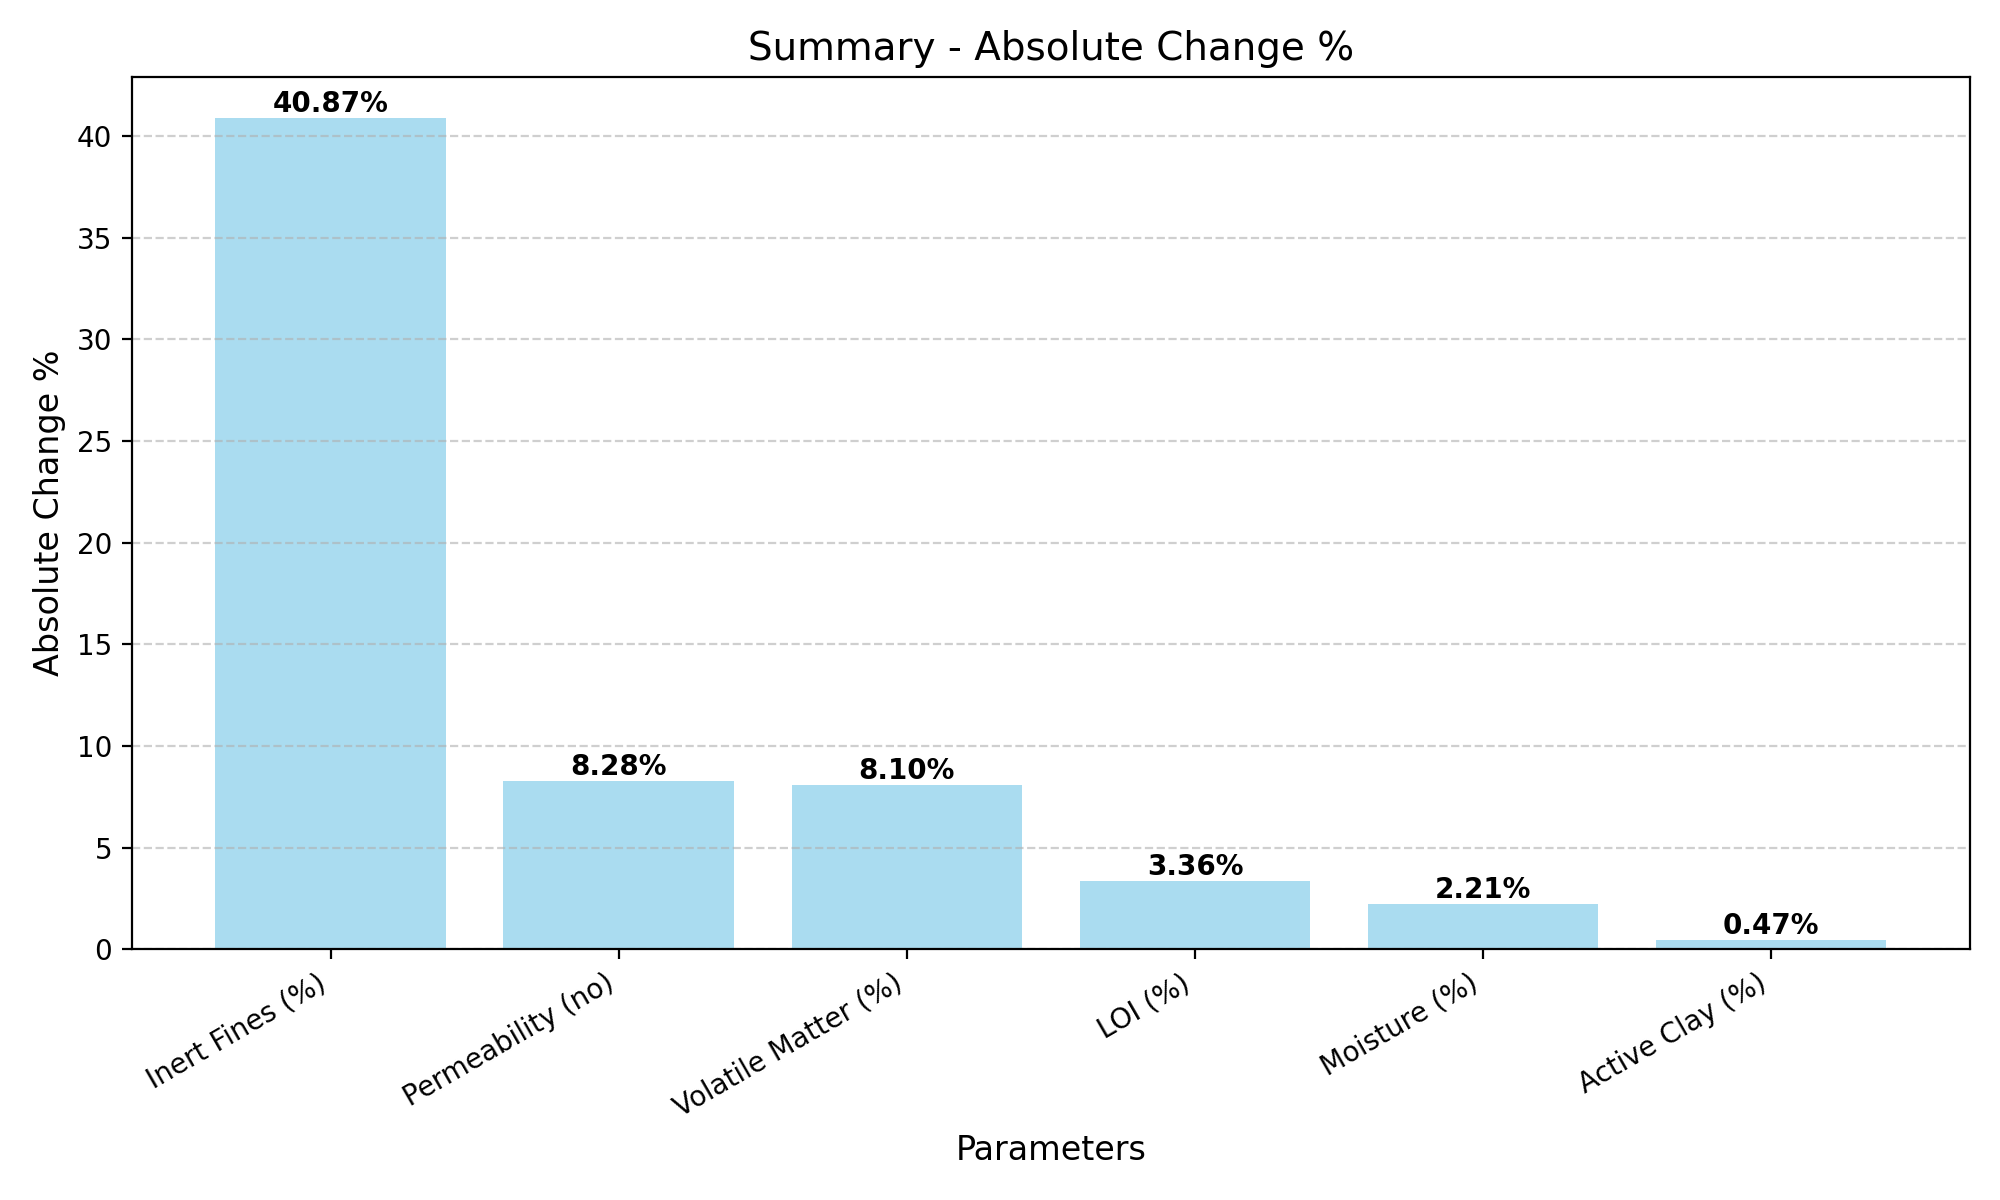 Summary - Absolute Change %
Absolute Change %
40
35
30
25
20
15
10
5
0
40.87%
8.28%
8.10%
3.36%
2.21%
0.47%
Inert Fines (%)
Permeability (no)
Volatile Matter (%)
LOI (%)
Moisture (%)
Active Clay (%)
Parameters